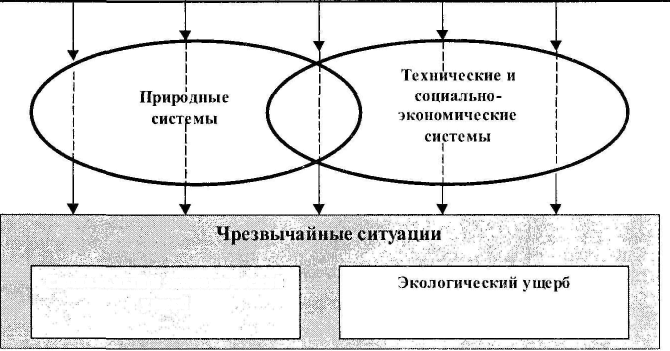 Природные
системы
Технические и
социально-
экономические
системы
Чрезвычайные ситуации
Экологический ущерб